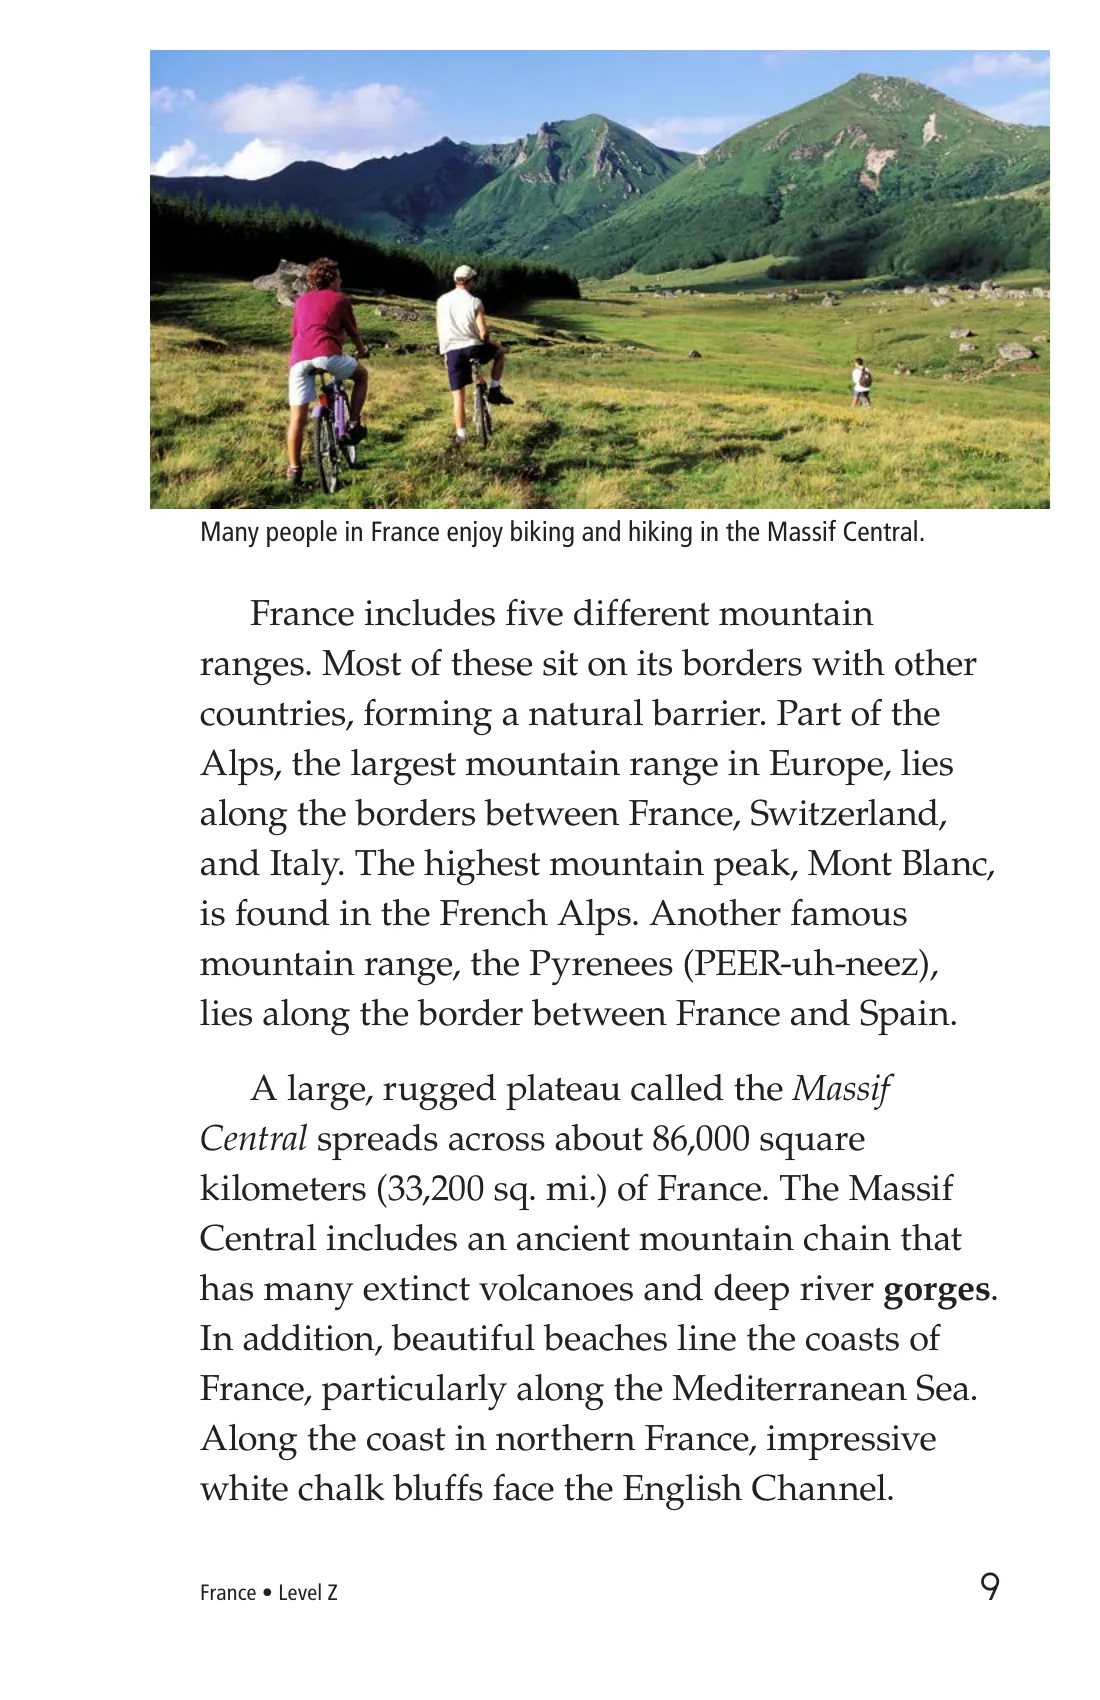 Many people in France enjoy biking and hiking in the Massif Central.
France includes five different mountain
ranges. Most of these sit on its borders with other
countries, forming a natural barrier. Part of the
Alps, the largest mountain range in Europe, lies
along the borders between France, Switzerland,
and Italy. The highest mountain peak, Mont Blanc,
is found in the French Alps. Another famous
mountain range, the Pyrenees (PEER-uh-neez),
lies along the border between France and Spain.
A large, rugged plateau called the Massif
Central spreads across about 86,000 square
kilometers (33,200 sq. mi.) of France. The Massif
Central includes an ancient mountain chain that
has many extinct volcanoes and deep river gorges.
In addition, beautiful beaches line the coasts of
France, particularly along the Mediterranean Sea.
Along the coast in northern France, impressive
white chalk bluffs face the English Channel.
France • Level Z 9